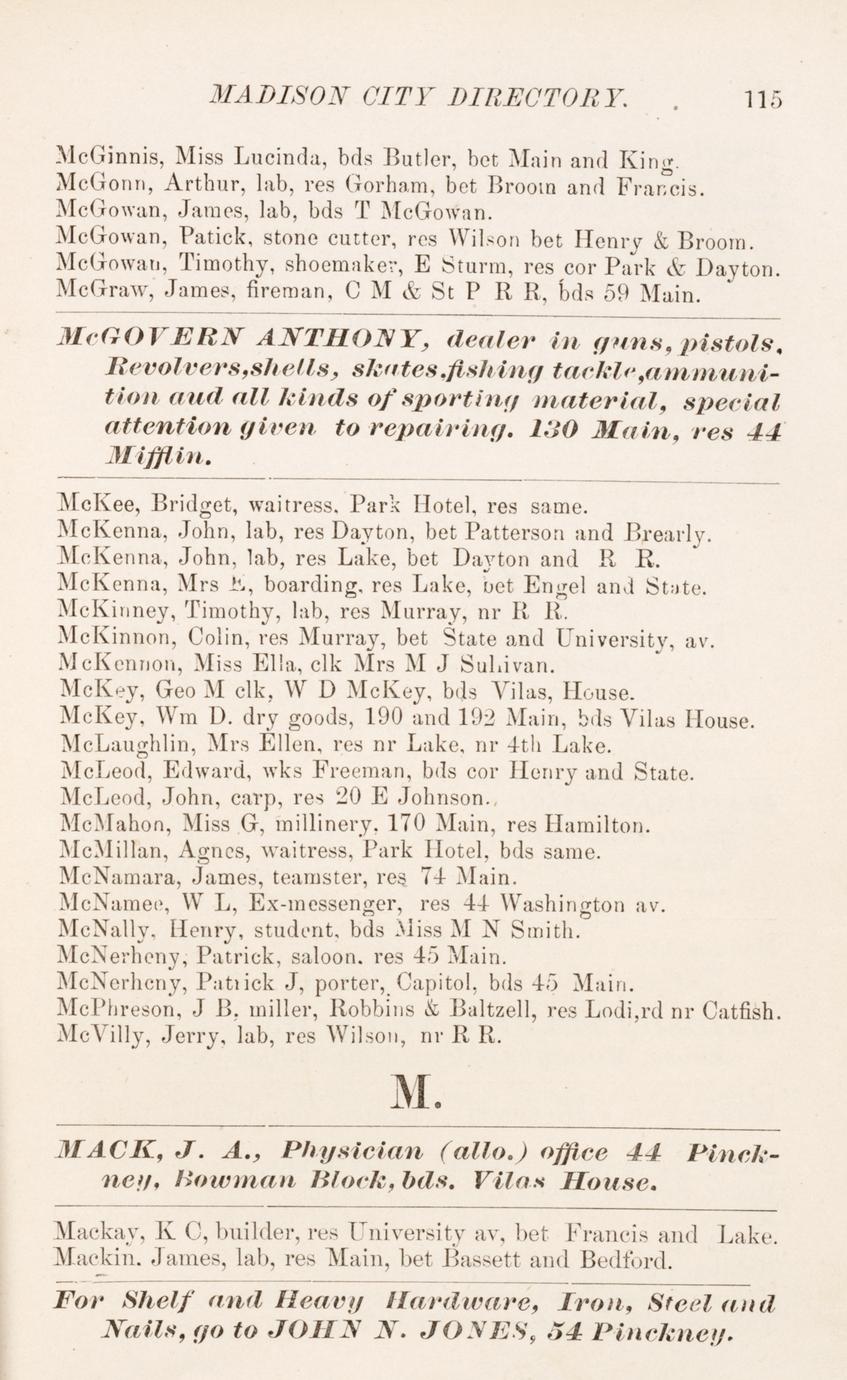 MADISON CITY DIRECTORY. 115
McGinnis, Miss Lucinda, bds Butler, bet Main and King.
McGonn, Arthur, lab, res Gorham, bet Broom and Francis.
McGowan, James, lab, bds T McGowan.
McGowan, Patick, stone cutter, res Wilson bet Henry & Broom.
McGowan, Timothy, shoemaker, E Sturm, res cor Park & Dayton.
McGraw, James, fireman, C M & St P R R, bds 59 Main.
McGOVERN ANTHONY, dealer in guns, pistols,
Revolvers,shells, skates,fishing tackle,ammuni-
tion aud all kinds of sporting material, special
attention given to repairing. 130 Main, res 44
Mifflin.
McKee, Bridget, waitress, Park Hotel, res same.
McKenna, John, lab, res Dayton, bet Patterson and Brearly.
McKenna, John, lab, res Lake, bet Dayton and R R.
McKenna, Mrs E, boarding, res Lake, bet Engel and State.
McKinney, Timothy, lab, res Murray, nr R R.
McKinnon, Colin, res Murray, bet State and University, av.
McKennon, Miss Ella, clk Mrs M J Sullivan.
McKey, Geo M clk, W D McKey, bds Vilas, House.
McKey, Wm D. dry goods, 190 and 192 Main, bds Vilas House.
McLaughlin, Mrs Ellen, res nr Lake, nr 4th Lake.
McLeod, Edward, wks Freeman, bds cor Henry and State.
McLeod, John, carp, res 20 E Johnson.
McMahon, Miss G, millinery, 170 Main, res Hamilton.
McMillan, Agnes, waitress, Park Hotel, bds same.
McNamara, James, teamster, res 74 Main.
McNamee, W L, Ex-messenger, res 44 Washington av.
McNally, Henry, student, bds Miss M N Smith.
McNerheny, Patrick, saloon. res 45 Main.
McNerheny, Patrick J, porter, Capitol, bds 45 Main.
McPhreson, J B, miller, Robbins & Baltzell, res Lodi,rd nr Catfish.
McVilly, Jerry, lab, res Wilson, nr R R.
M.
MACK, J. A., Physician (allo.) office 44 Pinck-
ney, Bowman Block, bds. Vilas House.
Mackay, K C, builder, res University av, bet Francis and Lake.
Mackin. James, lab, res Main, bet Bassett and Bedford.
For Shelf and Heavy Hardware, Iron, Steel and
Nails, go to JOHN N. JONES, 54 Pinckney.